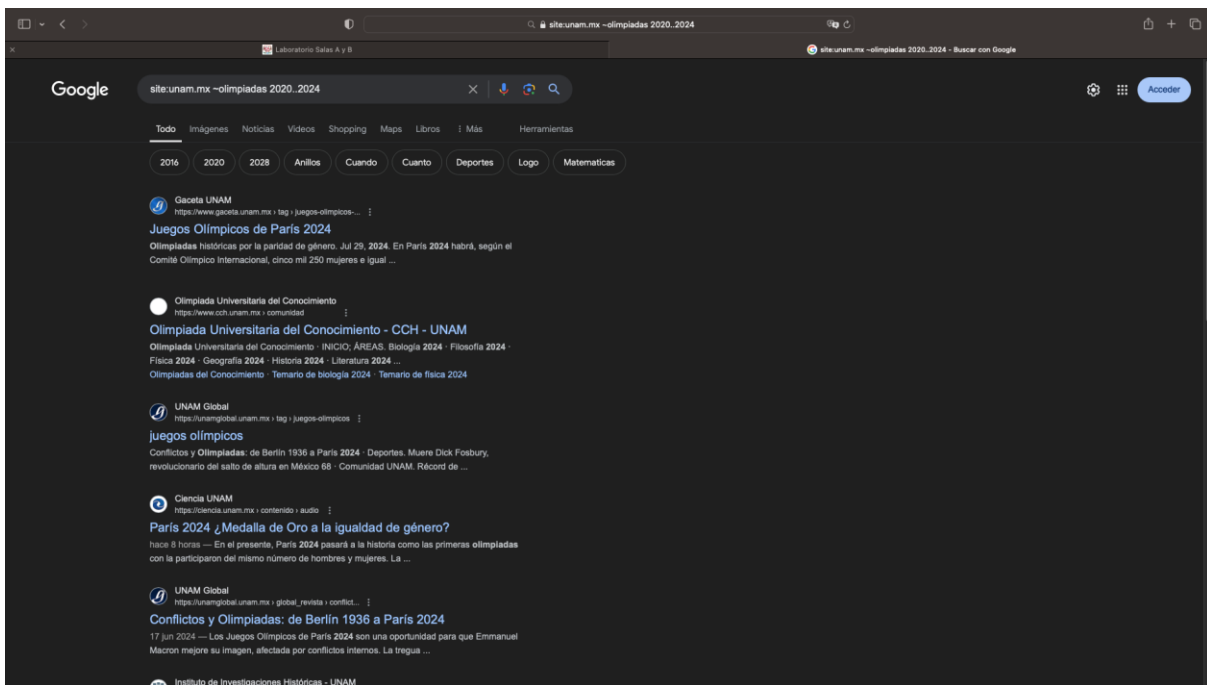 site:unam.mx ~olimpiadas 2020..2024
Laboratorio Salas A y B
site:unam.mx ~olimpiadas 2020..2024 - Buscar con Google
Google
site:unam.mx ~olimpiadas 2020..2024
Acceder
Todo Imágenes Noticias Videos Shopping Maps Libros Más Herramientas
2016 2020 2028 Anillos Cuando Cuanto Deportes Logo Matematicas
Gaceta UNAM
https://www.gaceta.unam.mx › tag › juegos-olimpicos-...
Juegos Olímpicos de París 2024
Olimpiadas históricas por la paridad de género. Jul 29, 2024. En París 2024 habrá, según el
Comité Olímpico Internacional, cinco mil 250 mujeres e igual ...
Olimpiada Universitaria del Conocimiento
https://www.cch.unam.mx › comunidad
Olimpiada Universitaria del Conocimiento - CCH - UNAM
Olimpiada Universitaria del Conocimiento · INICIO; ÁREAS. Biología 2024 · Filosofía 2024 ·
Física 2024 · Geografía 2024 · Historia 2024 · Literatura 2024 ...
Olimpiadas del Conocimiento · Temario de biología 2024 · Temario de física 2024
UNAM Global
https://unamglobal.unam.mx › tag › juegos-olimpicos
juegos olímpicos
Conflictos y Olimpiadas: de Berlín 1936 a París 2024 · Deportes. Muere Dick Fosbury,
revolucionario del salto de altura en México 68 · Comunidad UNAM. Récord de ...
Ciencia UNAM
https://ciencia.unam.mx › contenido › audio
París 2024 ¿Medalla de Oro a la igualdad de género?
hace 8 horas — En el presente, París 2024 pasará a la historia como las primeras olimpiadas
con la participaron del mismo número de hombres y mujeres. La ...
UNAM Global
https://unamglobal.unam.mx › global_revista › conflict...
Conflictos y Olimpiadas: de Berlín 1936 a París 2024
17 jun 2024 — Los Juegos Olímpicos de París 2024 son una oportunidad para que Emmanuel
Macron mejore su imagen, afectada por conflictos internos. La tregua ...
Instituto de Investigaciones Históricas - UNAM